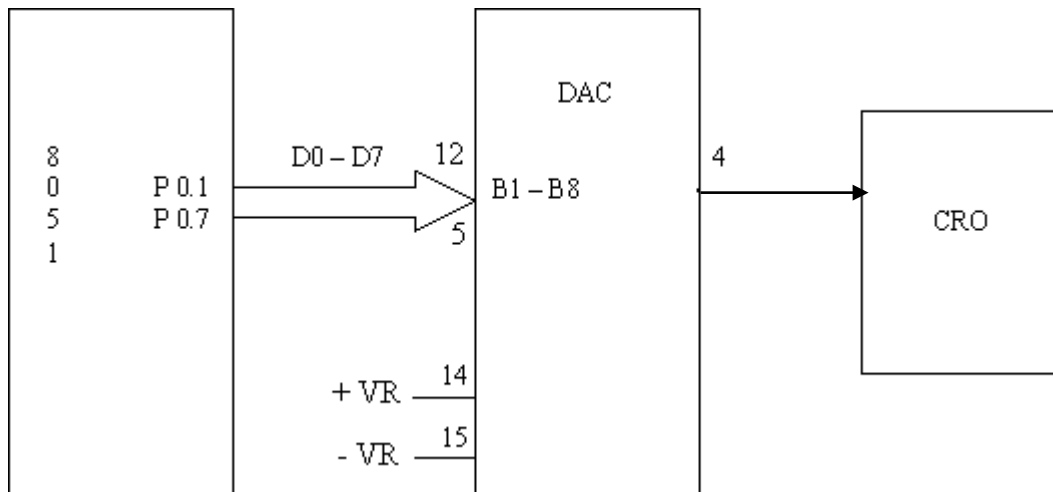 8
0
5
1
P 0.1
P 0.7
D0 – D7
12
5
DAC
B1 – B8
4
CRO
+ VR
14
- VR
15